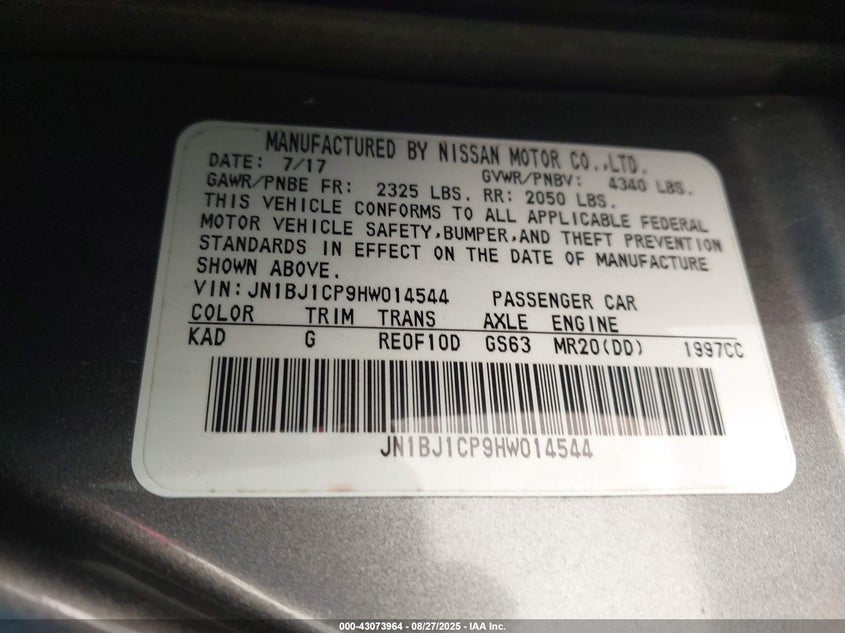 MANUFACTURED BY NISSAN MOTOR CO.,LTD.
DATE: 7/17 GVWR/PNBV: 4340 LBS.
GAWR/PNBE FR: 2325 LBS. RR: 2050 LBS.
THIS VEHICLE CONFORMS TO ALL APPLICABLE FEDERAL
MOTOR VEHICLE SAFETY,BUMPER,AND THEFT PREVENTION
STANDARDS IN EFFECT ON THE DATE OF MANUFACTURE
SHOWN ABOVE.
VIN: JN1BJ1CP9HW014544 PASSENGER CAR
COLOR TRIM TRANS AXLE ENGINE
KAD G RE0F10D GS63 MR20(DD) 1997CC
JN1BJ1CP9HW014544
000-43073964 - 08/27/2025 - IAA Inc.